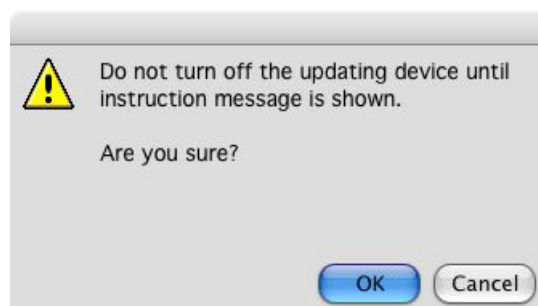 Do not turn off the updating device until
instruction message is shown.
Are you sure?
OK
Cancel